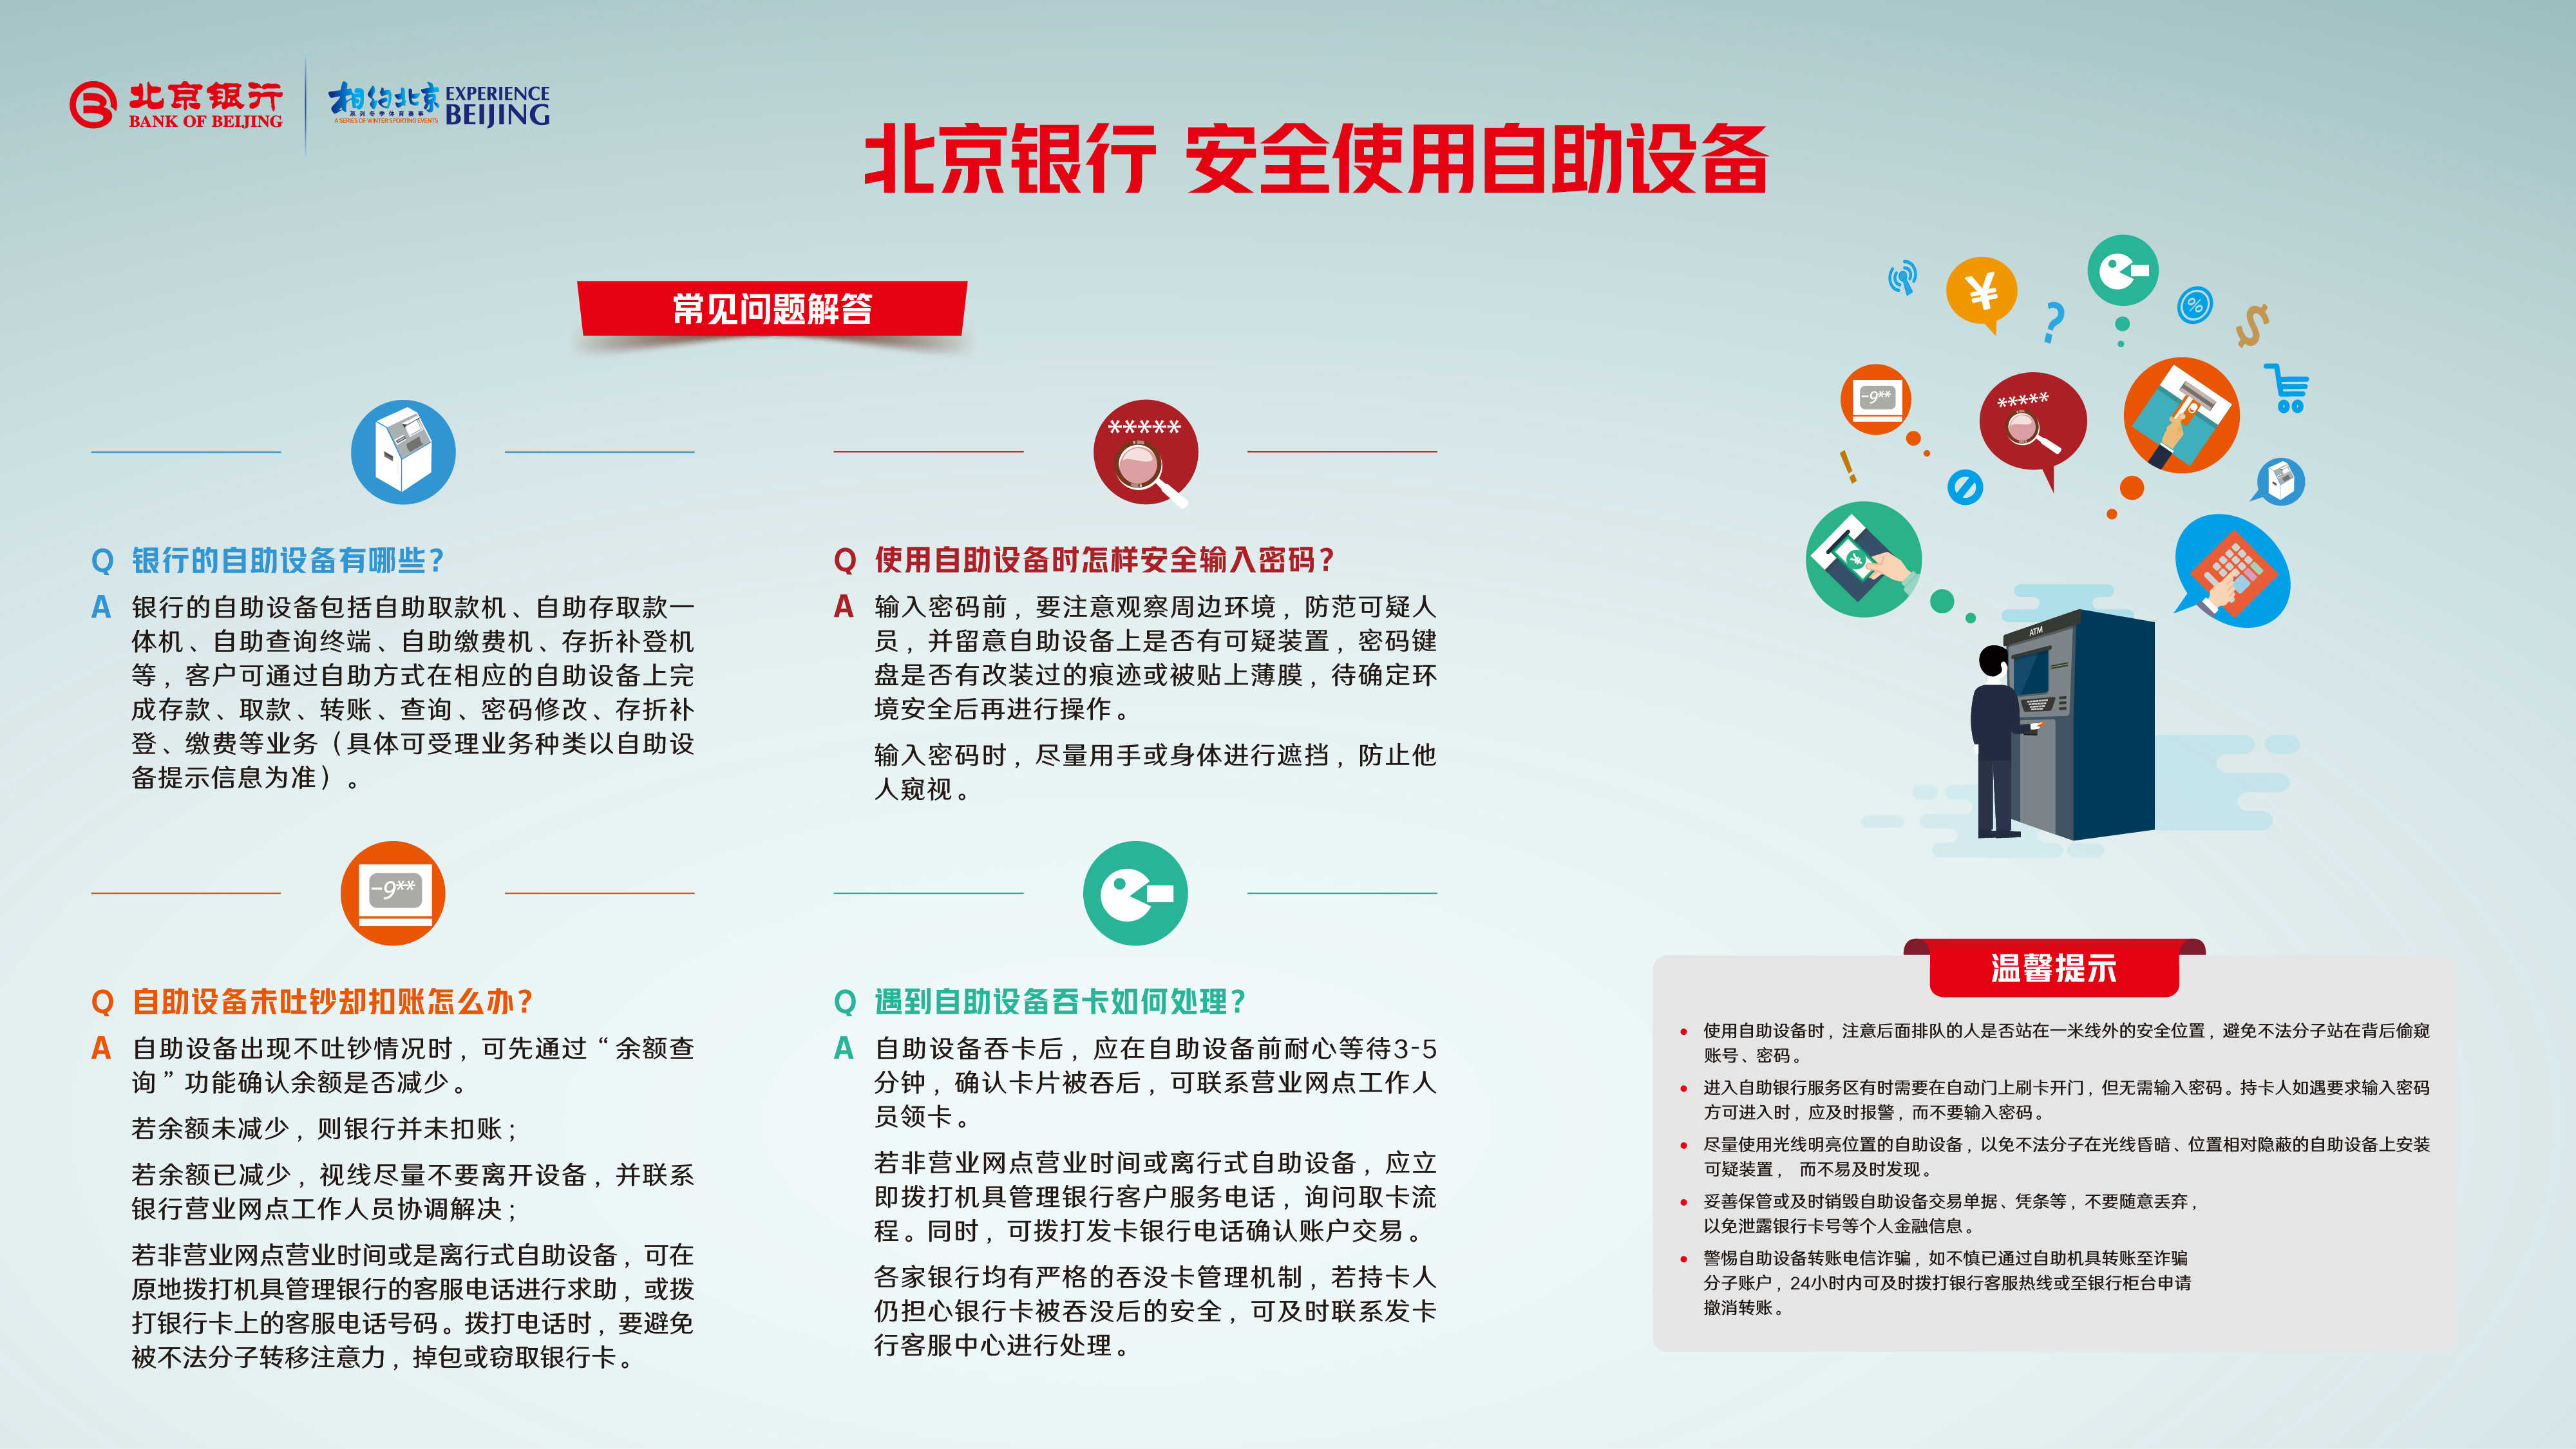 北京银行
BANK OF BEIJING
相约北京
系列冬季体育赛事
A SERIES OF WINTER SPORTING EVENTS
EXPERIENCE
BEIJING
北京银行 安全使用自助设备
常见问题解答
Q 银行的自助设备有哪些？
A 银行的自助设备包括自助取款机、自助存取款一
体机、自助查询终端、自助缴费机、存折补登机
等，客户可通过自助方式在相应的自助设备上完
成存款、取款、转账、查询、密码修改、存折补
登、缴费等业务（具体可受理业务种类以自助设
备提示信息为准）。
*****
Q 使用自助设备时怎样安全输入密码？
A 输入密码前，要注意观察周边环境，防范可疑人
员，并留意自助设备上是否有可疑装置，密码键
盘是否有改装过的痕迹或被贴上薄膜，待确定环
境安全后再进行操作。
输入密码时，尽量用手或身体进行遮挡，防止他
人窥视。
-9**
Q 自助设备未吐钞却扣账怎么办？
A 自助设备出现不吐钞情况时，可先通过“余额查
询”功能确认余额是否减少。
若余额未减少，则银行并未扣账；
若余额已减少，视线尽量不要离开设备，并联系
银行营业网点工作人员协调解决；
若非营业网点营业时间或是离行式自助设备，可在
原地拨打机具管理银行的客服电话进行求助，或拨
打银行卡上的客服电话号码。拨打电话时，要避免
被不法分子转移注意力，掉包或窃取银行卡。
Q 遇到自助设备吞卡如何处理？
A 自助设备吞卡后，应在自助设备前耐心等待3-5
分钟，确认卡片被吞后，可联系营业网点工作人
员领卡。
若非营业网点营业时间或离行式自助设备，应立
即拨打机具管理银行客户服务电话，询问取卡流
程。同时，可拨打发卡银行电话确认账户交易。
各家银行均有严格的吞没卡管理机制，若持卡人
仍担心银行卡被吞没后的安全，可及时联系发卡
行客服中心进行处理。
¥
?
%
$
-9**
*****
!
¥
ATM
温馨提示
• 使用自助设备时，注意后面排队的人是否站在一米线外的安全位置，避免不法分子站在背后偷窥
账号、密码。
• 进入自助银行服务区有时需要在自动门上刷卡开门，但无需输入密码。持卡人如遇要求输入密码
方可进入时，应及时报警，而不要输入密码。
• 尽量使用光线明亮位置的自助设备，以免不法分子在光线昏暗、位置相对隐蔽的自助设备上安装
可疑装置， 而不易及时发现。
• 妥善保管或及时销毁自助设备交易单据、凭条等，不要随意丢弃，
以免泄露银行卡号等个人金融信息。
• 警惕自助设备转账电信诈骗，如不慎已通过自助机具转账至诈骗
分子账户，24小时内可及时拨打银行客服热线或至银行柜台申请
撤消转账。